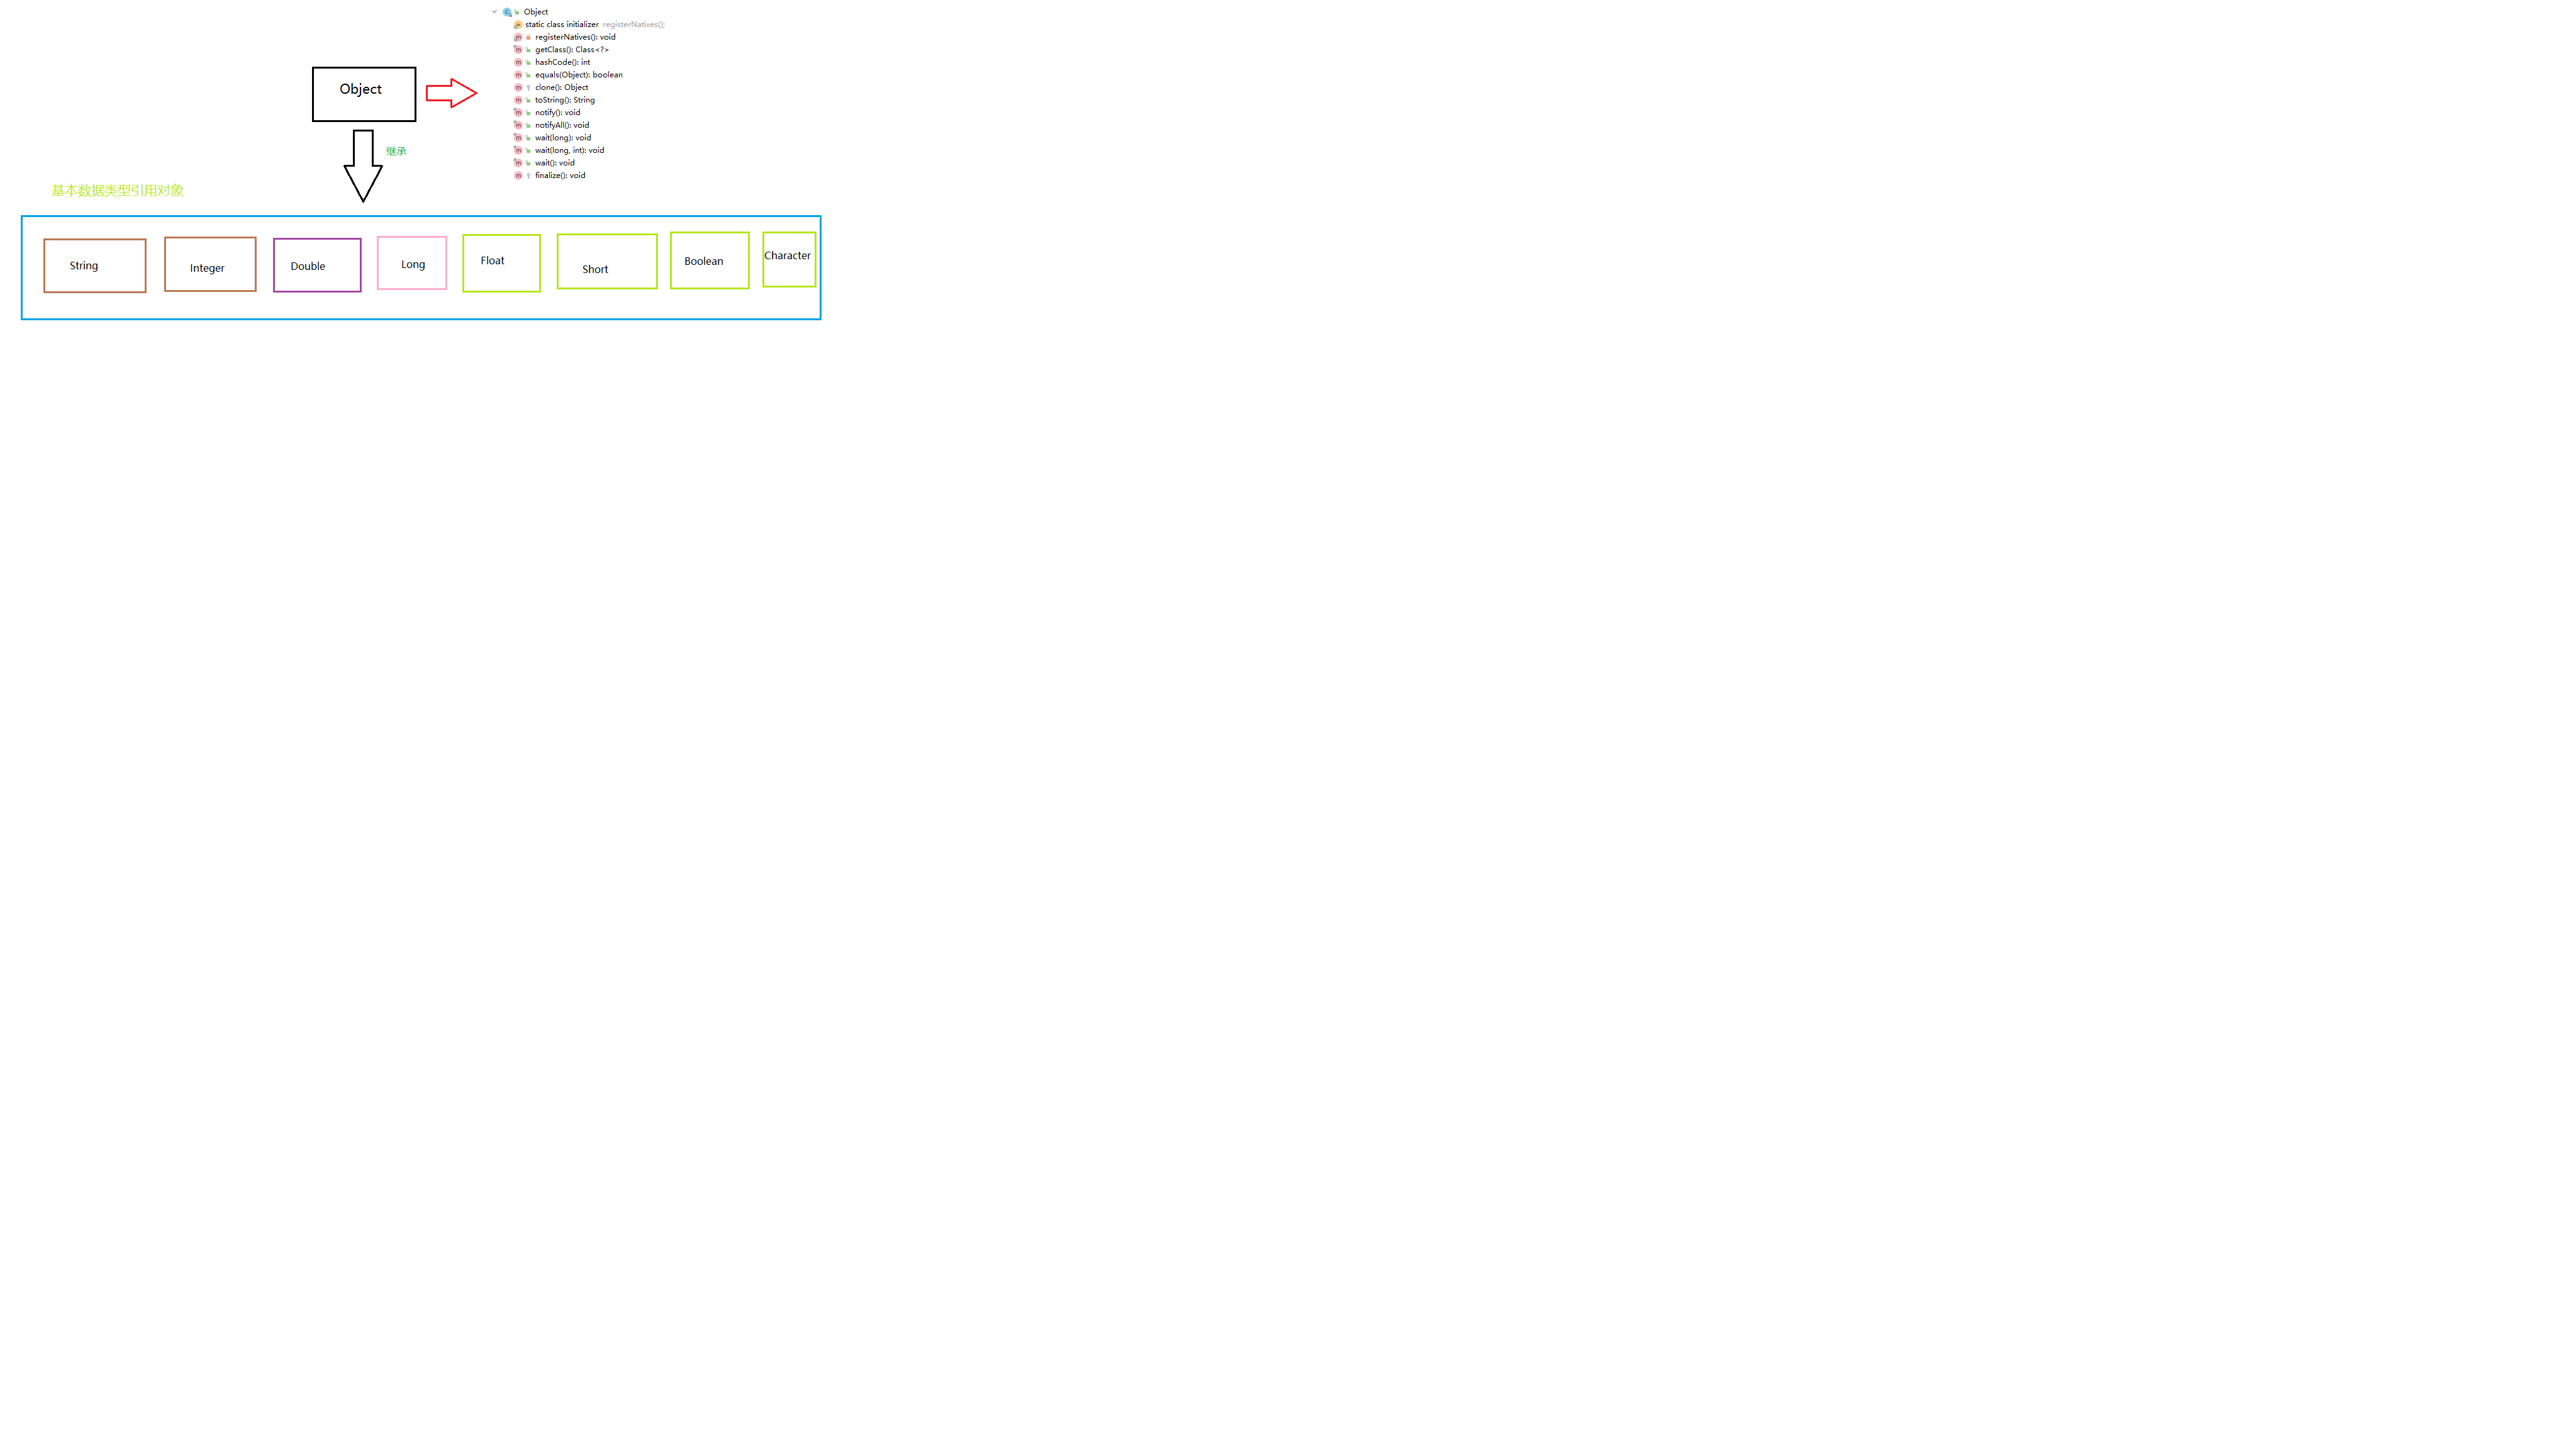 Object
static class initializer registerNatives();
registerNatives(): void
getClass(): Class<?>
hashCode(): int
equals(Object): boolean
clone(): Object
toString(): String
notify(): void
notifyAll(): void
wait(long): void
wait(long, int): void
wait(): void
finalize(): void
Object
继承
基本数据类型引用对象
String
Integer
Double
Long
Float
Short
Boolean
Character